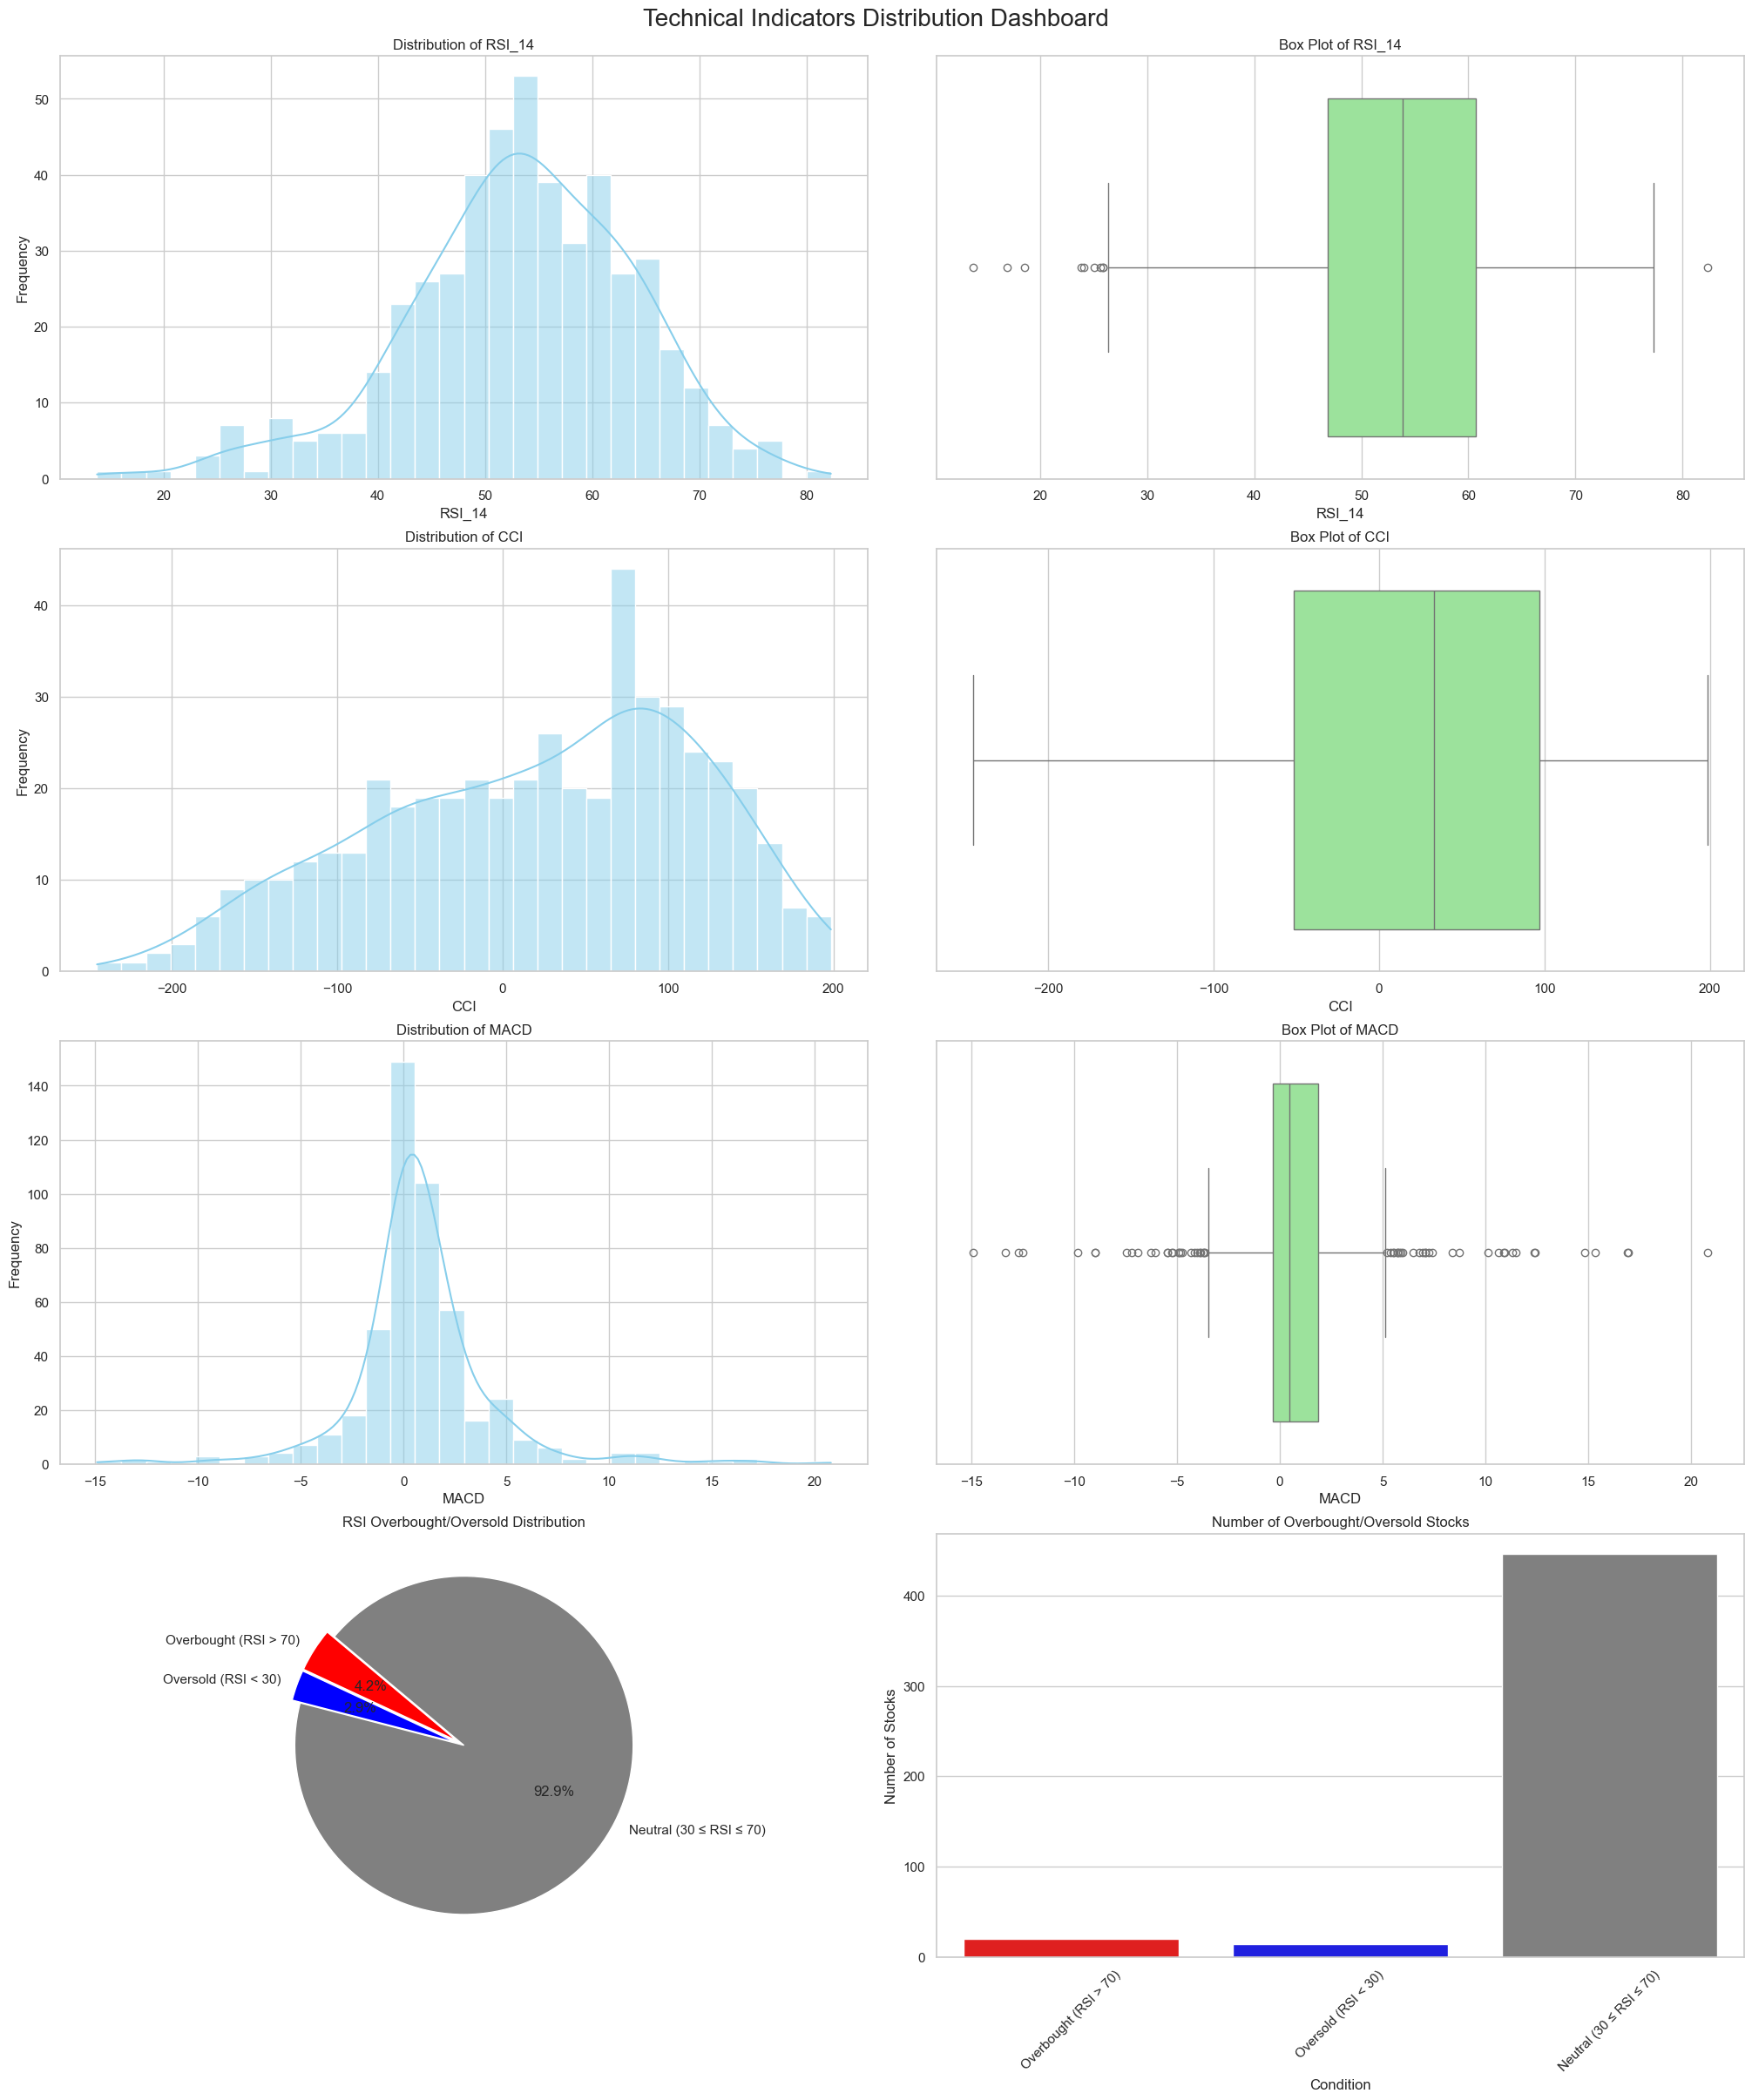 Technical Indicators Distribution Dashboard
Distribution of RSI_14
Frequency
50
40
30
20
10
0
20 30 40 50 60 70 80
RSI_14
Box Plot of RSI_14
20 30 40 50 60 70 80
RSI_14
Distribution of CCI
Frequency
40
30
20
10
0
−200 −100 0 100 200
CCI
Box Plot of CCI
−200 −100 0 100 200
CCI
Distribution of MACD
Frequency
140
120
100
80
60
40
20
0
−15 −10 −5 0 5 10 15 20
MACD
Box Plot of MACD
−15 −10 −5 0 5 10 15 20
MACD
RSI Overbought/Oversold Distribution
Overbought (RSI > 70)
4.2%
Oversold (RSI < 30)
92.9%
Neutral (30 ≤ RSI ≤ 70)
Number of Overbought/Oversold Stocks
Number of Stocks
400
300
200
100
0
Overbought (RSI > 70)
Oversold (RSI < 30)
Neutral (30 ≤ RSI ≤ 70)
Condition